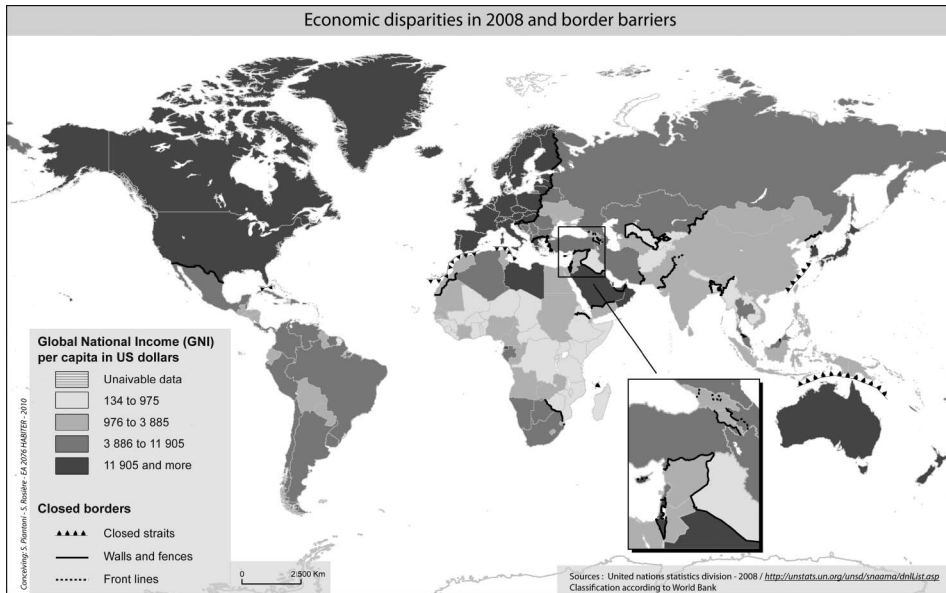 Economic disparities in 2008 and border barriers
Global National Income (GNI)
per capita in US dollars
Unavailable data
134 to 975
976 to 3 885
3 886 to 11 905
11 905 and more
Closed borders
Closed straits
Walls and fences
Front lines
Conceiving: S. Piantoni - S. Rosière - EA 2076 HABITER - 2010
0 2 500 Km
Sources : United nations statistics division - 2008 / http://unstats.un.org/unsd/snaama/dnlList.asp
Classification according to World Bank